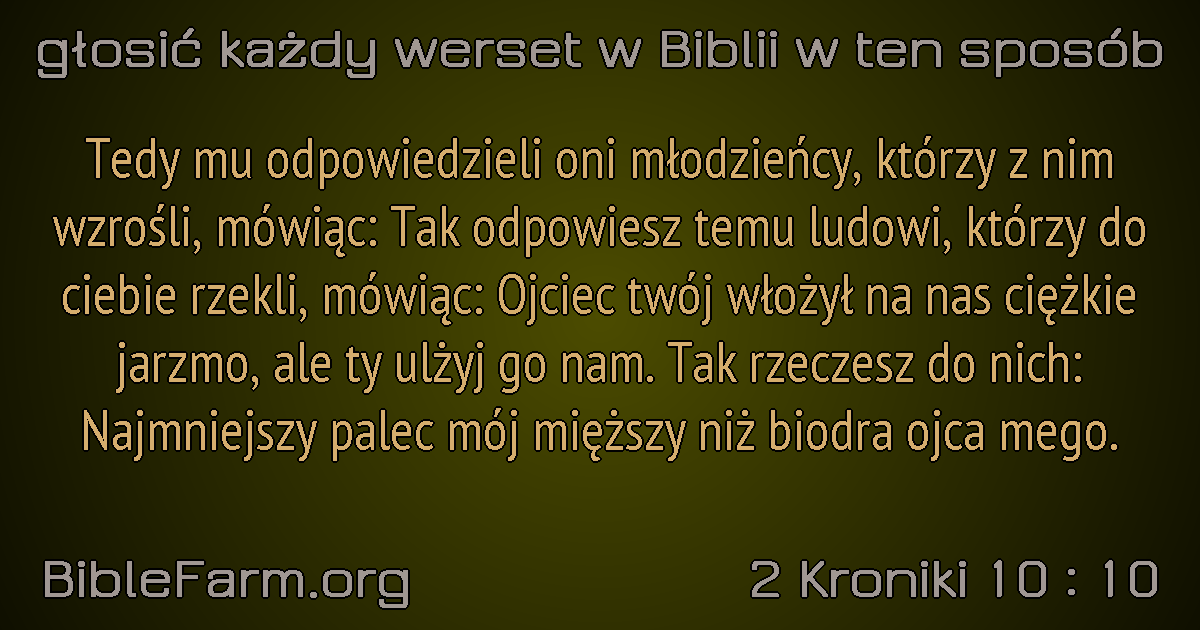 głosić każdy werset w Biblii w ten sposób
Tedy mu odpowiedzieli oni młodzieńcy, którzy z nim
wzrośli, mówiąc: Tak odpowiesz temu ludowi, którzy do
ciebie rzekli, mówiąc: Ojciec twój włożył na nas ciężkie
jarzmo, ale ty ulżyj go nam. Tak rzeczesz do nich:
Najmniejszy palec mój mięższy niż biodra ojca mego.
BibleFarm.org
2 Kroniki 10 : 10